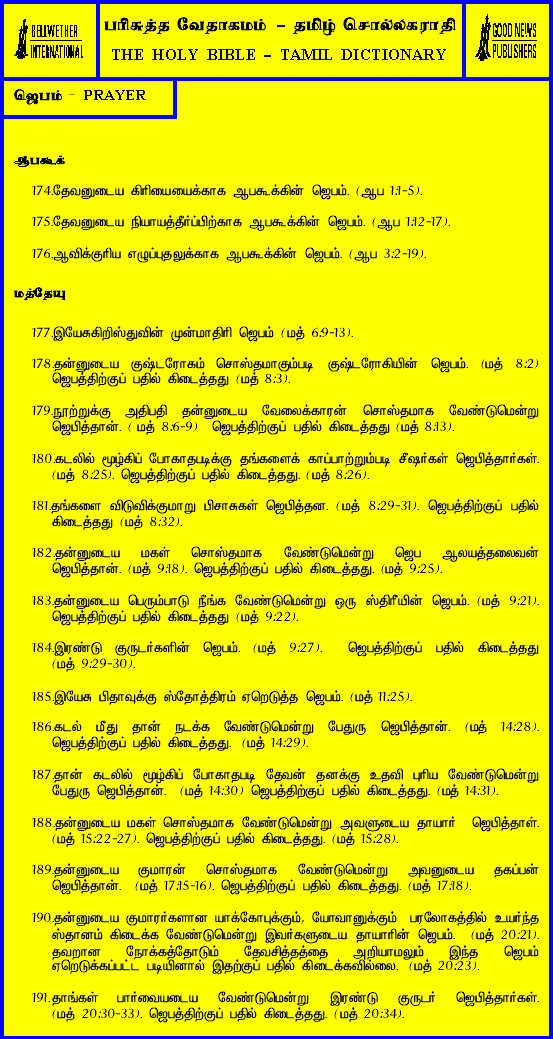 BELLWETHER
INTERNATIONAL
பரிசுத்த வேதாகமம் – தமிழ் சொல்லகராதி
THE HOLY BIBLE – TAMIL DICTIONARY
GOOD NEWS
PUBLISHERS
ஜெபம் - PRAYER
ஆபகூக்
174.தேவனுடைய கிரியையைக்காக ஆபகூக்கின் ஜெபம். (ஆப 1:1-5).
175.தேவனுடைய நியாயத்தீர்ப்பிற்காக ஆபகூக்கின் ஜெபம். (ஆப 1:12-17).
176.ஆவிக்குரிய எழுப்புதலுக்காக ஆபகூக்கின் ஜெபம். (ஆப 3:2-19).
மத்தேயு
177.இயேசுகிறிஸ்துவின் முன்மாதிரி ஜெபம் (மத் 6:9-13).
178.தன்னுடைய குஷ்டரோகம் சொஸ்தமாகும்படி குஷ்டரோகியின் ஜெபம். (மத் 8:2)
ஜெபத்திற்குப் பதில் கிடைத்தது (மத் 8:3).
179.நூற்றுக்கு அதிபதி தன்னுடைய வேலைக்காரன் சொஸ்தமாக வேண்டுமென்று
ஜெபித்தான். ( மத் 8:6-9) ஜெபத்திற்குப் பதில் கிடைத்தது (மத் 8:13).
180.கடலில் மூழ்கிப் போகாதபடிக்கு தங்களைக் காப்பாற்றும்படி சீஷர்கள் ஜெபித்தார்கள்.
(மத் 8:25). ஜெபத்திற்குப் பதில் கிடைத்தது. (மத் 8:26).
181.தங்களை விடுவிக்குமாறு பிசாசுகள் ஜெபித்தன. (மத் 8:29-31). ஜெபத்திற்குப் பதில்
கிடைத்தது (மத் 8:32).
182.தன்னுடைய மகள் சொஸ்தமாக வேண்டுமென்று ஜெப ஆலயத்தலைவன்
ஜெபித்தான். (மத் 9:18). ஜெபத்திற்குப் பதில் கிடைத்தது. (மத் 9:25).
183.தன்னுடைய பெரும்பாடு நீங்க வேண்டுமென்று ஒரு ஸ்திரீயின் ஜெபம். (மத் 9:21).
ஜெபத்திற்குப் பதில் கிடைத்தது (மத் 9:22).
184.இரண்டு குருடர்களின் ஜெபம். (மத் 9:27). ஜெபத்திற்குப் பதில் கிடைத்தது
(மத் 9:29-30).
185.இயேசு பிதாவுக்கு ஸ்தோத்திரம் ஏறெடுத்த ஜெபம். (மத் 11:25).
186.கடல் மீது தான் நடக்க வேண்டுமென்று பேதுரு ஜெபித்தான். (மத் 14:28).
ஜெபத்திற்குப் பதில் கிடைத்தது. (மத் 14:29).
187.தான் கடலில் மூழ்கிப் போகாதபடி தேவன் தனக்கு உதவி புரிய வேண்டுமென்று
பேதுரு ஜெபித்தான். (மத் 14:30) ஜெபத்திற்குப் பதில் கிடைத்தது. (மத் 14:31).
188.தன்னுடைய மகள் சொஸ்தமாக வேண்டுமென்று அவளுடைய தாயார் ஜெபித்தாள்.
(மத் 15:22-27). ஜெபத்திற்குப் பதில் கிடைத்தது. (மத் 15:28).
189.தன்னுடைய குமாரன் சொஸ்தமாக வேண்டுமென்று அவனுடைய தகப்பன்
ஜெபித்தான். (மத் 17:15-16). ஜெபத்திற்குப் பதில் கிடைத்தது. (மத் 17:18).
190.தன்னுடைய குமாரர்களான யாக்கோபுக்கும், யோவானுக்கும் பரலோகத்தில் உயர்ந்த
ஸ்தானம் கிடைக்க வேண்டுமென்று இவர்களுடைய தாயாரின் ஜெபம். (மத் 20:21).
தவறான நோக்கத்தோடும் தேவசித்தத்தை அறியாமலும் இந்த ஜெபம்
ஏறெடுக்கப்பட்ட படியினால் இதற்குப் பதில் கிடைக்கவில்லை. (மத் 20:23).
191.தாங்கள் பார்வையடைய வேண்டுமென்று இரண்டு குருடர் ஜெபித்தார்கள்.
(மத் 20:30-33). ஜெபத்திற்குப் பதில் கிடைத்தது. (மத் 20:34).